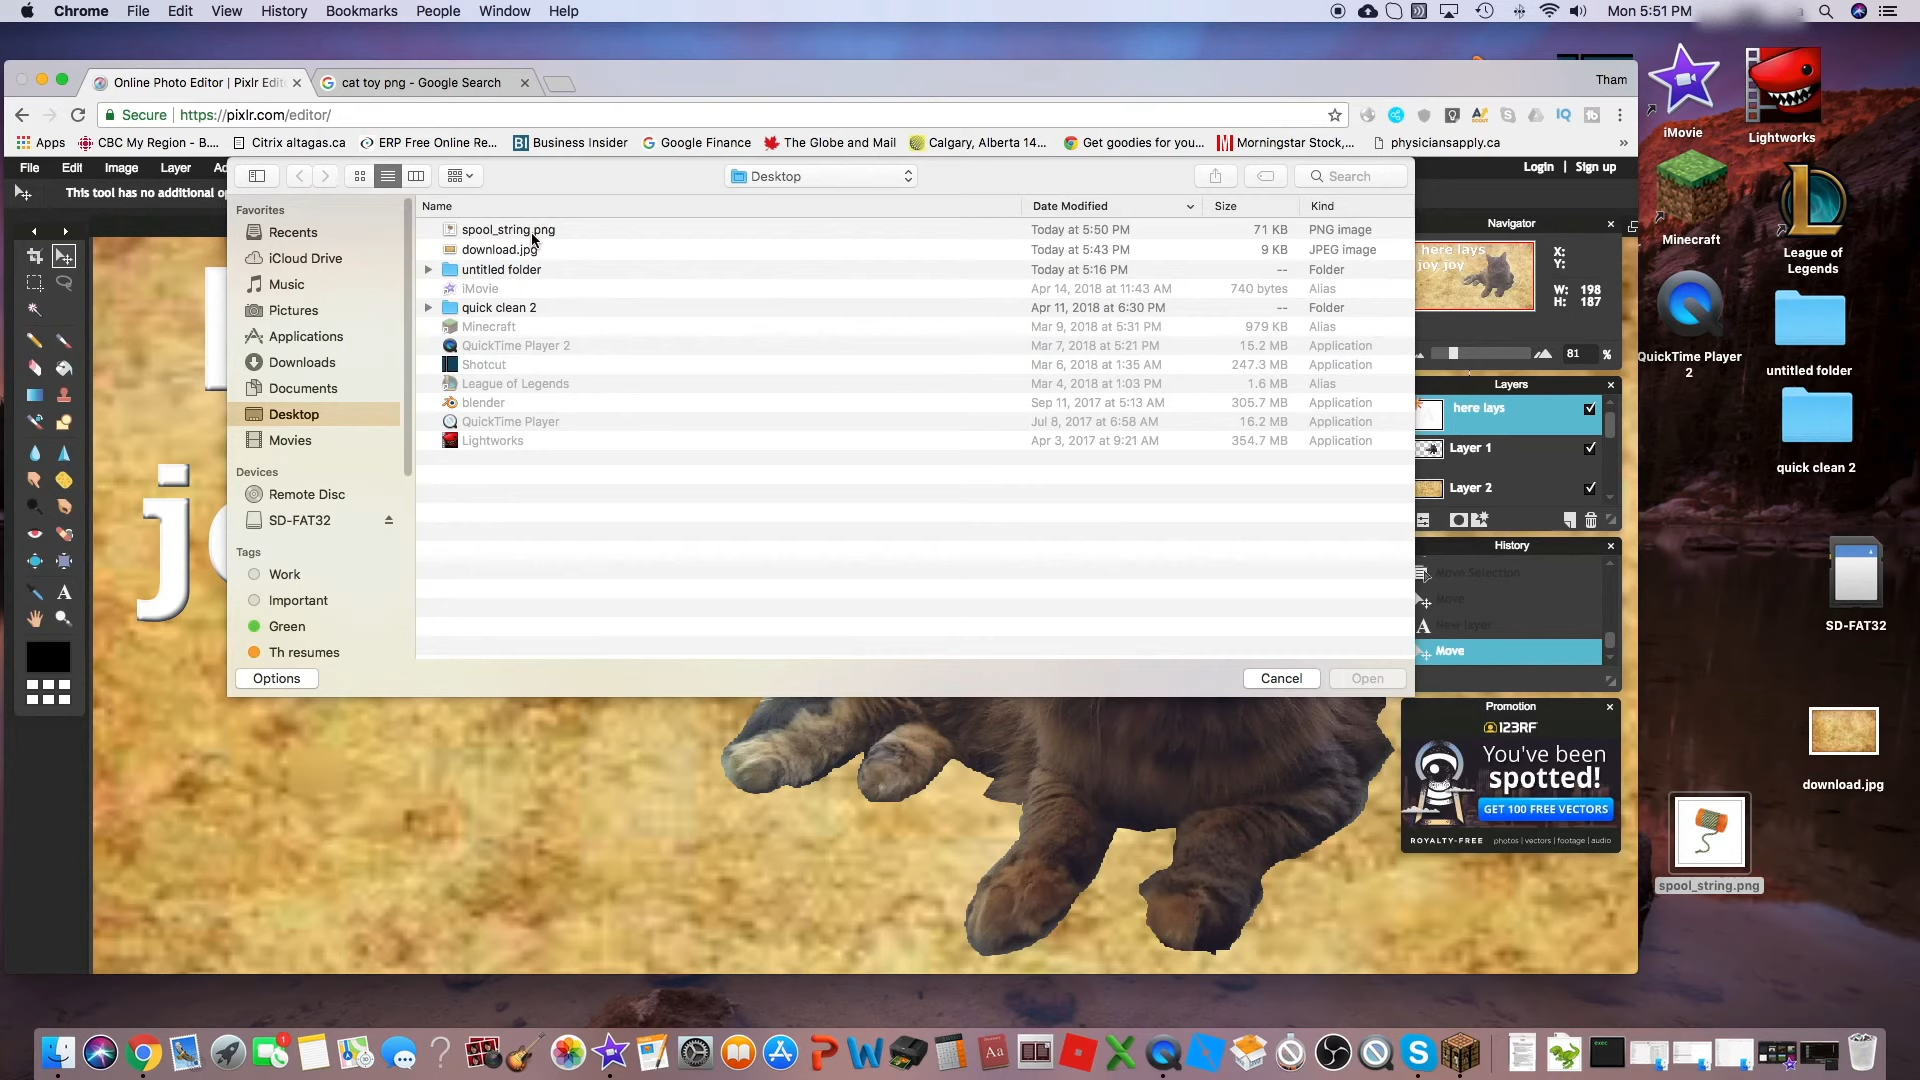 Chrome File Edit View History Bookmarks People Window Help
Mon 5:51 PM
Online Photo Editor | Pixlr Edit
cat toy png - Google Search
Tham
Secure https://pixlr.com/editor/
Apps
CBC My Region - B...
Citrix altagas.ca
ERP Free Online Re...
Business Insider
Google Finance
The Globe and Mail
Calgary, Alberta 14...
Get goodies for you...
Morningstar Stock,...
physiciansapply.ca
»
File Edit Image Layer
Login | Sign up
This tool has no additional op
Desktop
Search
Favorites
Recents
iCloud Drive
Music
Pictures
Applications
Downloads
Documents
Desktop
Movies
Devices
Remote Disc
SD-FAT32
Tags
Work
Important
Green
Th resumes
Name Date Modified Size Kind
spool_string.png Today at 5:50 PM 71 KB PNG image
download.jpg Today at 5:43 PM 9 KB JPEG image
untitled folder Today at 5:16 PM -- Folder
iMovie Apr 14, 2018 at 11:43 AM 740 bytes Alias
quick clean 2 Apr 11, 2018 at 6:30 PM -- Folder
Minecraft Mar 9, 2018 at 5:31 PM 979 KB Alias
QuickTime Player 2 Mar 7, 2018 at 5:21 PM 15.2 MB Application
Shotcut Mar 6, 2018 at 1:35 AM 247.3 MB Application
League of Legends Mar 4, 2018 at 1:03 PM 1.6 MB Alias
blender Sep 11, 2017 at 5:13 AM 305.7 MB Application
QuickTime Player Jul 8, 2017 at 6:58 AM 16.2 MB Application
Lightworks Apr 3, 2017 at 9:21 AM 354.7 MB Application
Options
Cancel
Open
Navigator
here lays
joy joy
X:
Y:
W: 198
H: 187
81 %
Layers
here lays
Layer 1
Layer 2
History
Move Selection
Move
New layer
Move
Promotion
123RF
You've been
spotted!
GET 100 FREE VECTORS
ROYALTY-FREE photos | vectors | footage | audio
iMovie
Lightworks
Minecraft
League of
Legends
QuickTime Player
2
untitled folder
quick clean 2
SD-FAT32
download.jpg
spool_string.png